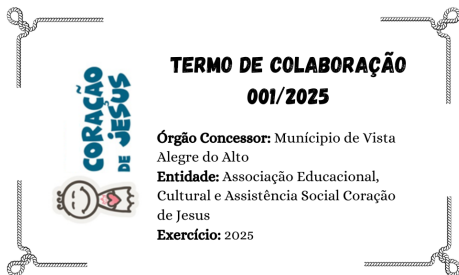 CORAÇÃO
DE JESUS
TERMO DE COLABORAÇÃO
001/2025
Órgão Concessor: Munícipio de Vista
Alegre do Alto
Entidade: Associação Educacional,
Cultural e Assistência Social Coração
de Jesus
Exercício: 2025